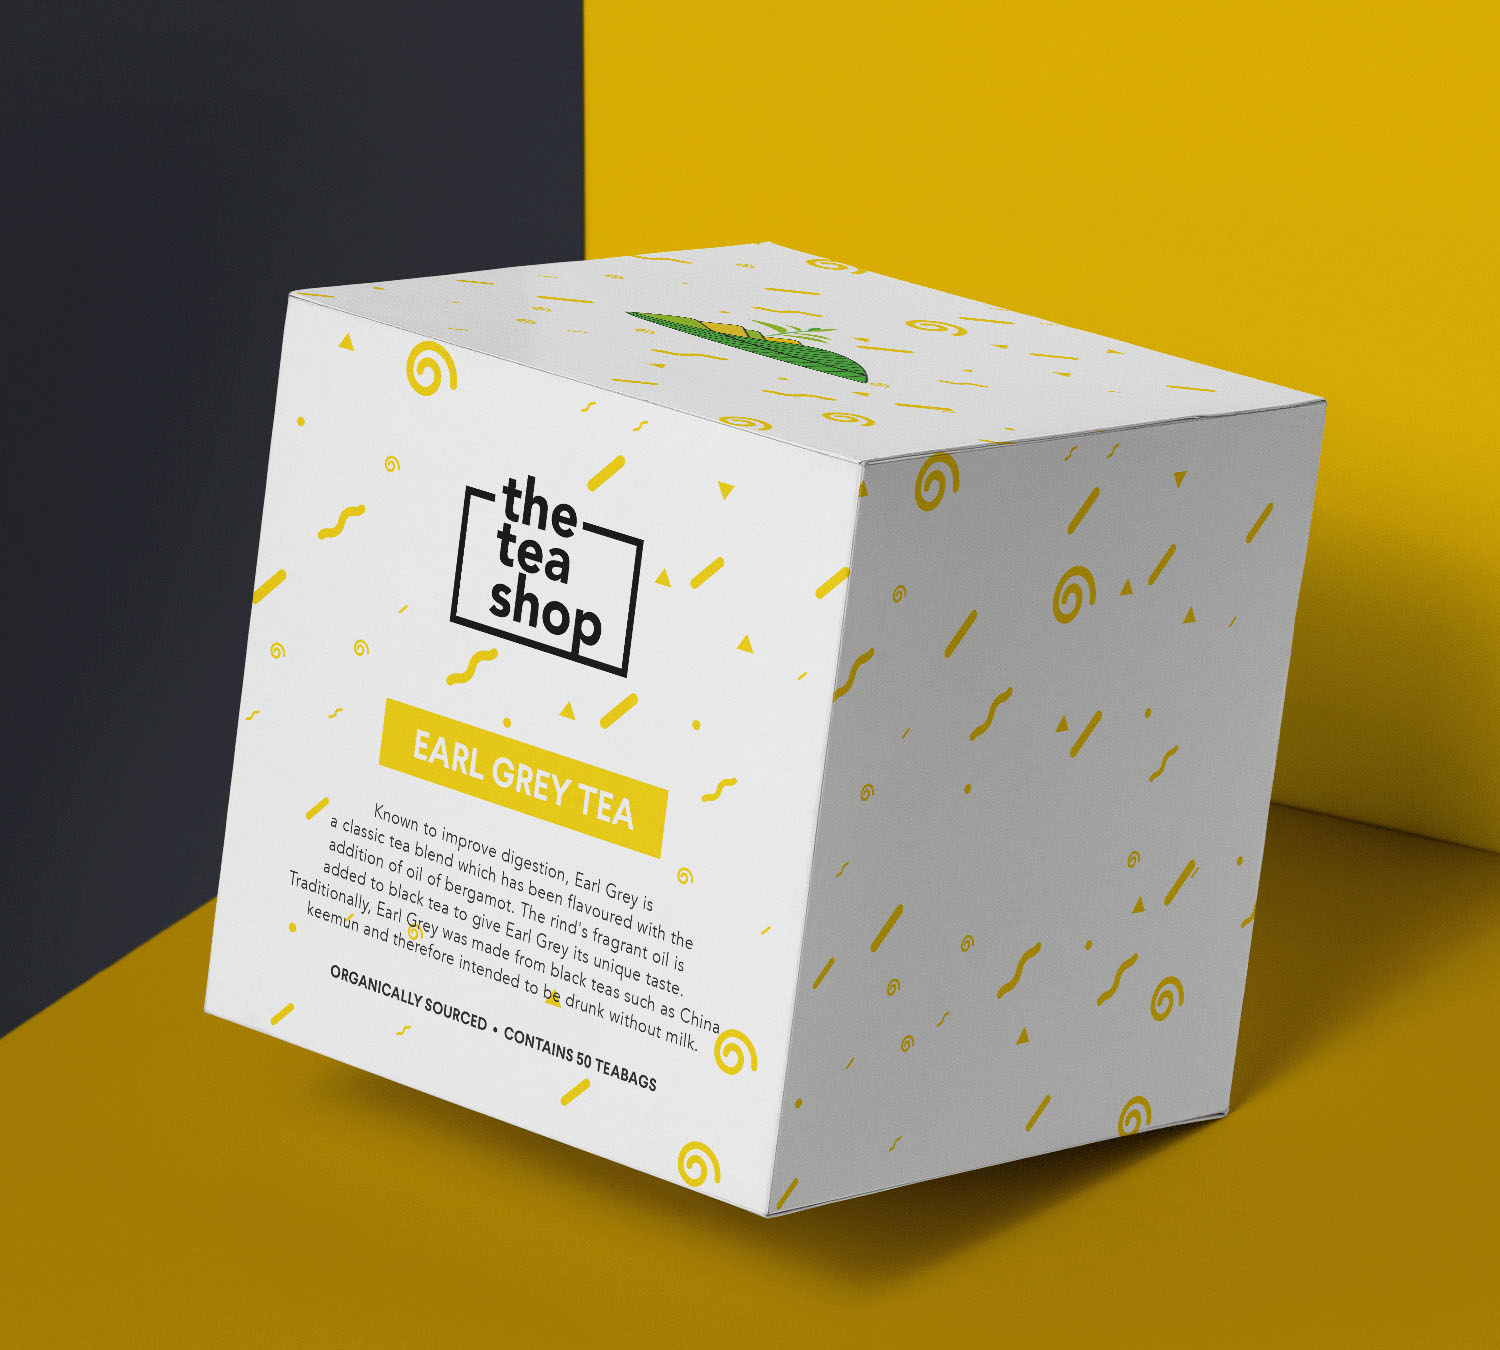 the
tea
shop
EARL GREY TEA
Known to improve digestion, Earl Grey is
a classic tea blend which has been flavoured with the
addition of oil of bergamot. The rind's fragrant oil is
added to black tea to give Earl Grey its unique taste.
Traditionally, Earl Grey was made from black teas such as China
keemun and therefore intended to be drunk without milk.
ORGANICALLY SOURCED • CONTAINS 50 TEABAGS